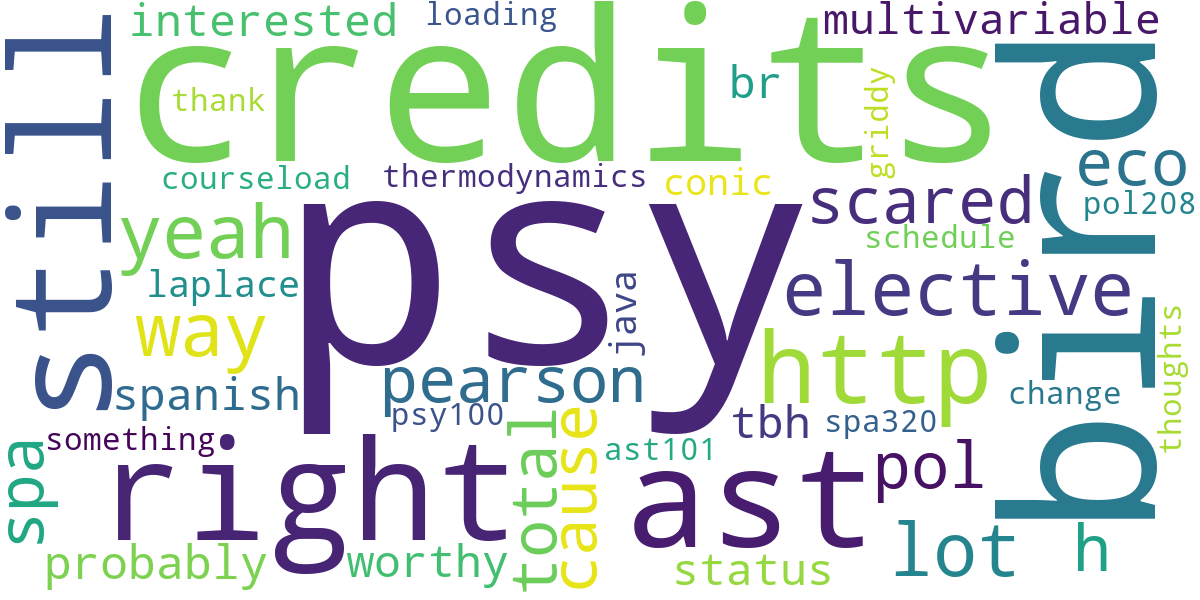 still
interested
loading
multivariable
credits
bird
thank
br
griddy
eco
courseload
thermodynamics
conic
scared
pol208
psy
yeah
schedule
laplace
java
elective
way
http
thoughts
spanish
pearson
change
psy100
tbh
spa320
something
total
cause
ast101
spa
right
ast
pol
probably
worthy
status
lot
h